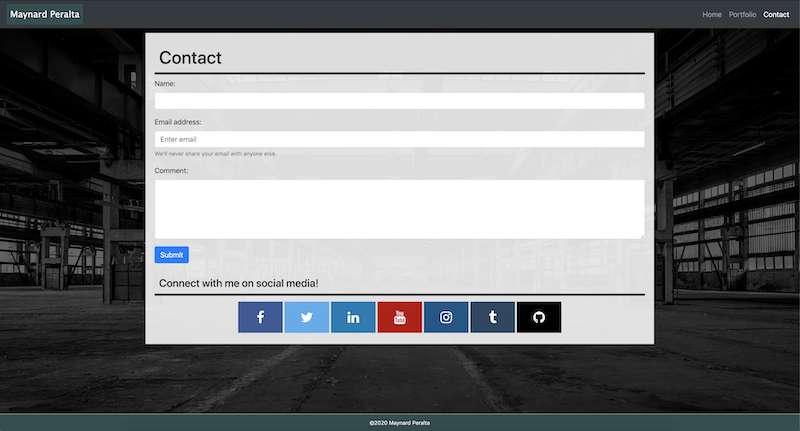 Maynard Peralta
Home Portfolio Contact
Contact
Name:
Email address:
Enter email
We'll never share your email with anyone else.
Comment:
Submit
Connect with me on social media!
You Tube
©2020 Maynard Peralta